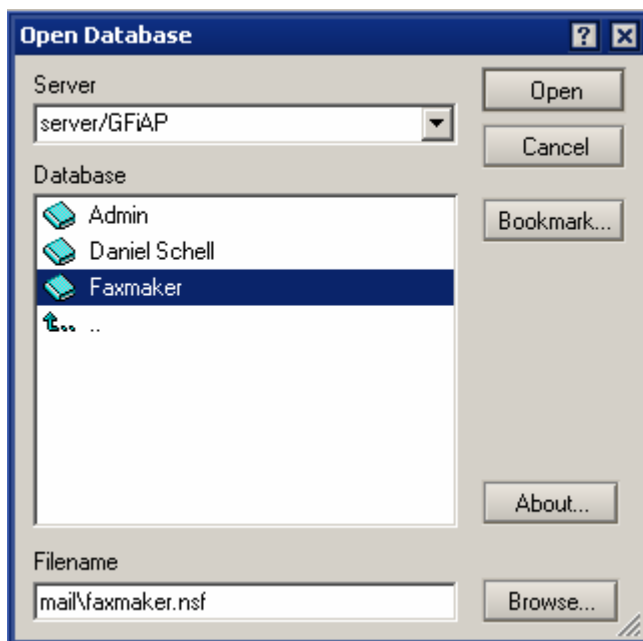 Open Database
Server
Open
server/GFiAP
Cancel
Database
Admin
Bookmark...
Daniel Schell
Faxmaker
..
About...
Filename
mail\faxmaker.nsf
Browse...